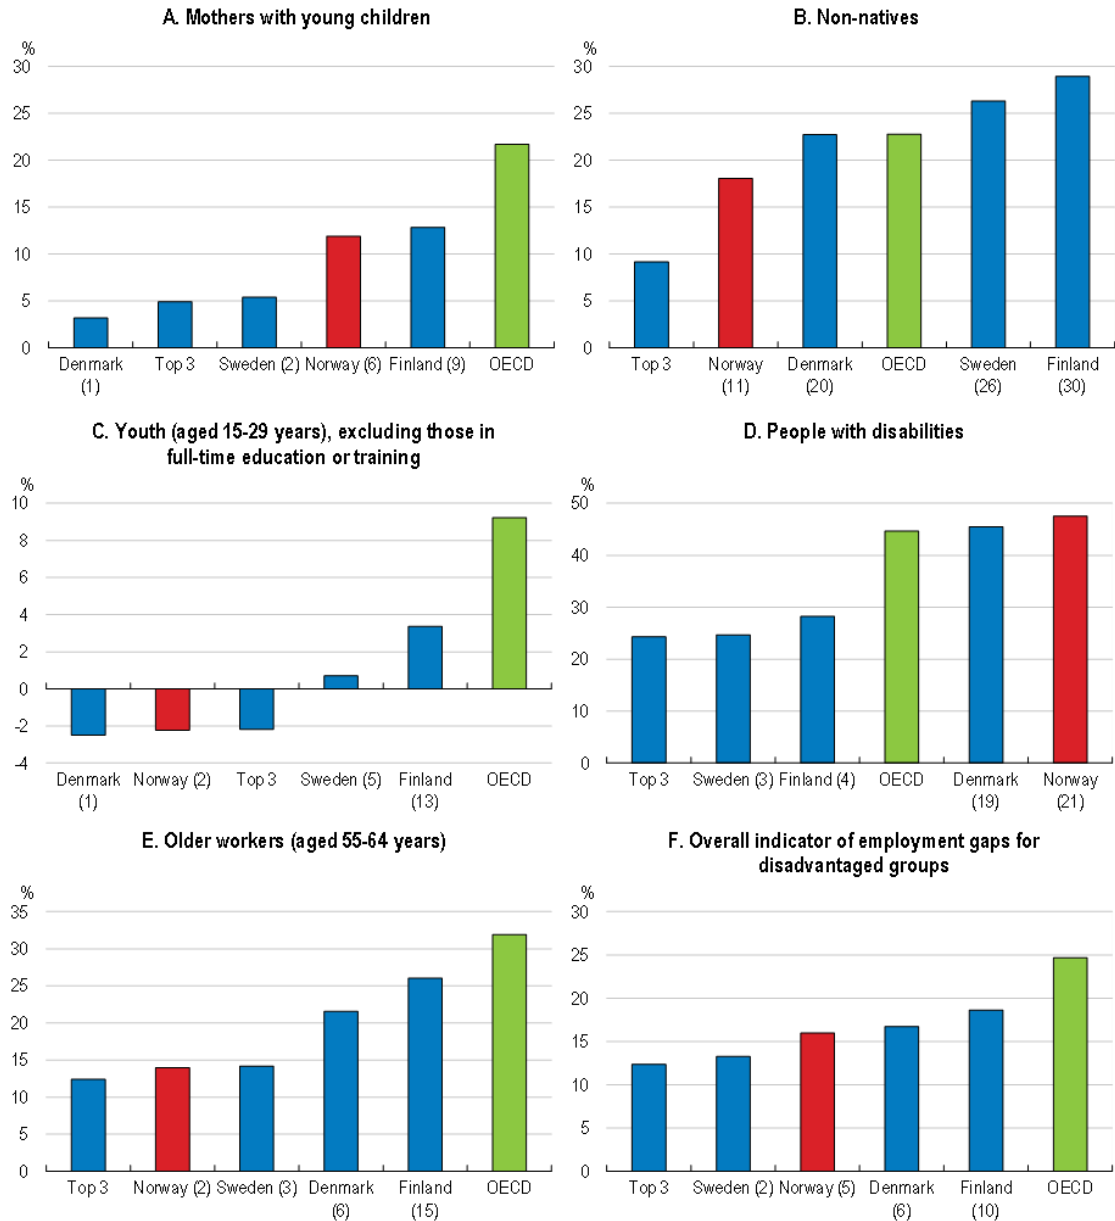 A. Mothers with young children
%
30
25
20
15
10
5
0
Denmark (1)
Top 3
Sweden (2)
Norway (6)
Finland (9)
OECD
B. Non-natives
%
30
25
20
15
10
5
0
Top 3
Norway (11)
Denmark (20)
OECD
Sweden (26)
Finland (30)
C. Youth (aged 15-29 years), excluding those in
full-time education or training
%
10
8
6
4
2
0
-2
-4
Denmark (1)
Norway (2)
Top 3
Sweden (5)
Finland (13)
OECD
D. People with disabilities
%
50
40
30
20
10
0
Top 3
Sweden (3)
Finland (4)
OECD
Denmark (19)
Norway (21)
E. Older workers (aged 55-64 years)
%
35
30
25
20
15
10
5
0
Top 3
Norway (2)
Sweden (3)
Denmark (6)
Finland (15)
OECD
F. Overall indicator of employment gaps for
disadvantaged groups
%
30
25
20
15
10
5
0
Top 3
Sweden (2)
Norway (5)
Denmark (6)
Finland (10)
OECD